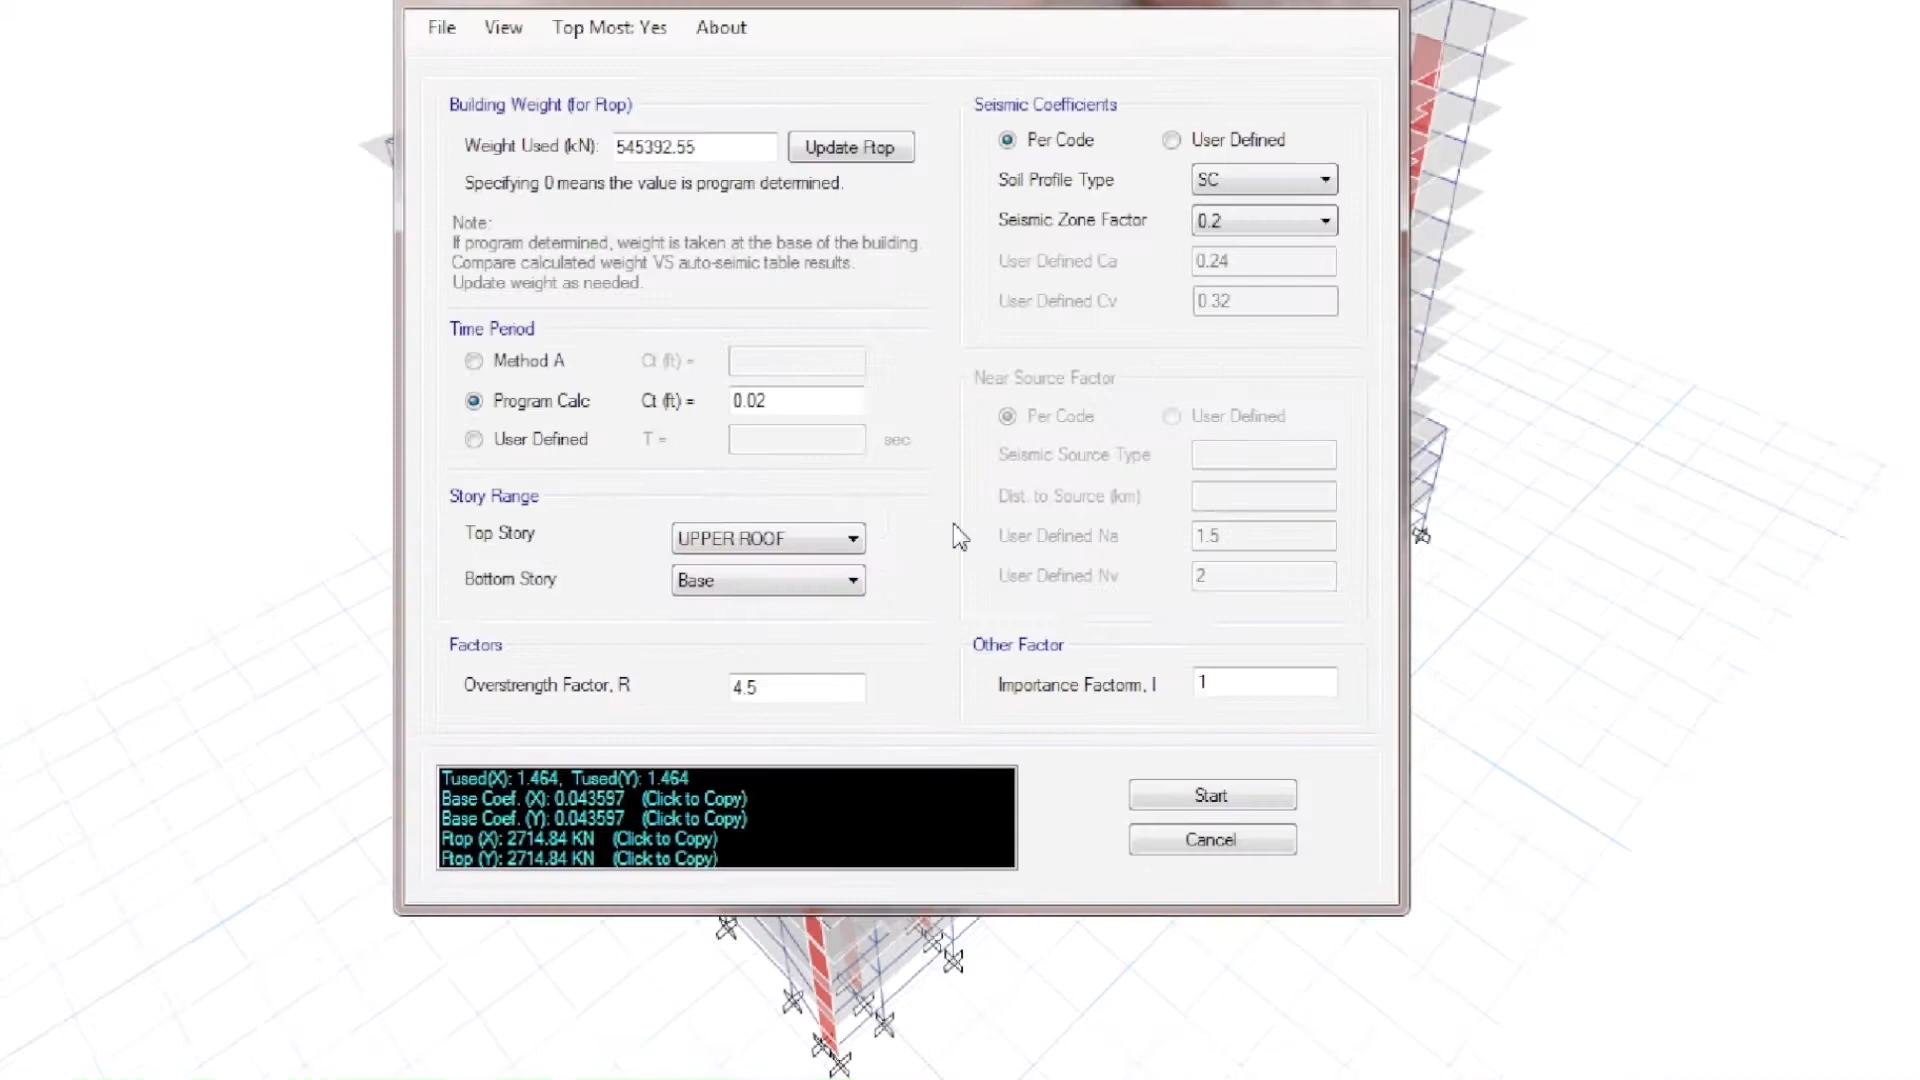 File View Top Most: Yes About
Building Weight (for Ftop)
Weight Used (kN): 545392.55 Update Ftop
Specifying 0 means the value is program determined.
Note:
If program determined, weight is taken at the base of the building.
Compare calculated weight VS auto-seimic table results.
Update weight as needed.
Time Period
Method A Ct (ft) =
Program Calc Ct (ft) = 0.02
User Defined T = sec
Story Range
Top Story UPPER ROOF
Bottom Story Base
Factors
Overstrength Factor, R 4.5
Seismic Coefficients
Per Code User Defined
Soil Profile Type SC
Seismic Zone Factor 0.2
User Defined Ca 0.24
User Defined Cv 0.32
Near Source Factor
Per Code User Defined
Seismic Source Type
Dist. to Source (km)
User Defined Na 1.5
User Defined Nv 2
Other Factor
Importance Factorm, I 1
Tused(X): 1.464, Tused(Y): 1.464
Base Coef. (X): 0.043597 (Click to Copy)
Base Coef. (Y): 0.043597 (Click to Copy)
Ftop (X): 2714.84 KN (Click to Copy)
Ftop (Y): 2714.84 KN (Click to Copy)
Start
Cancel